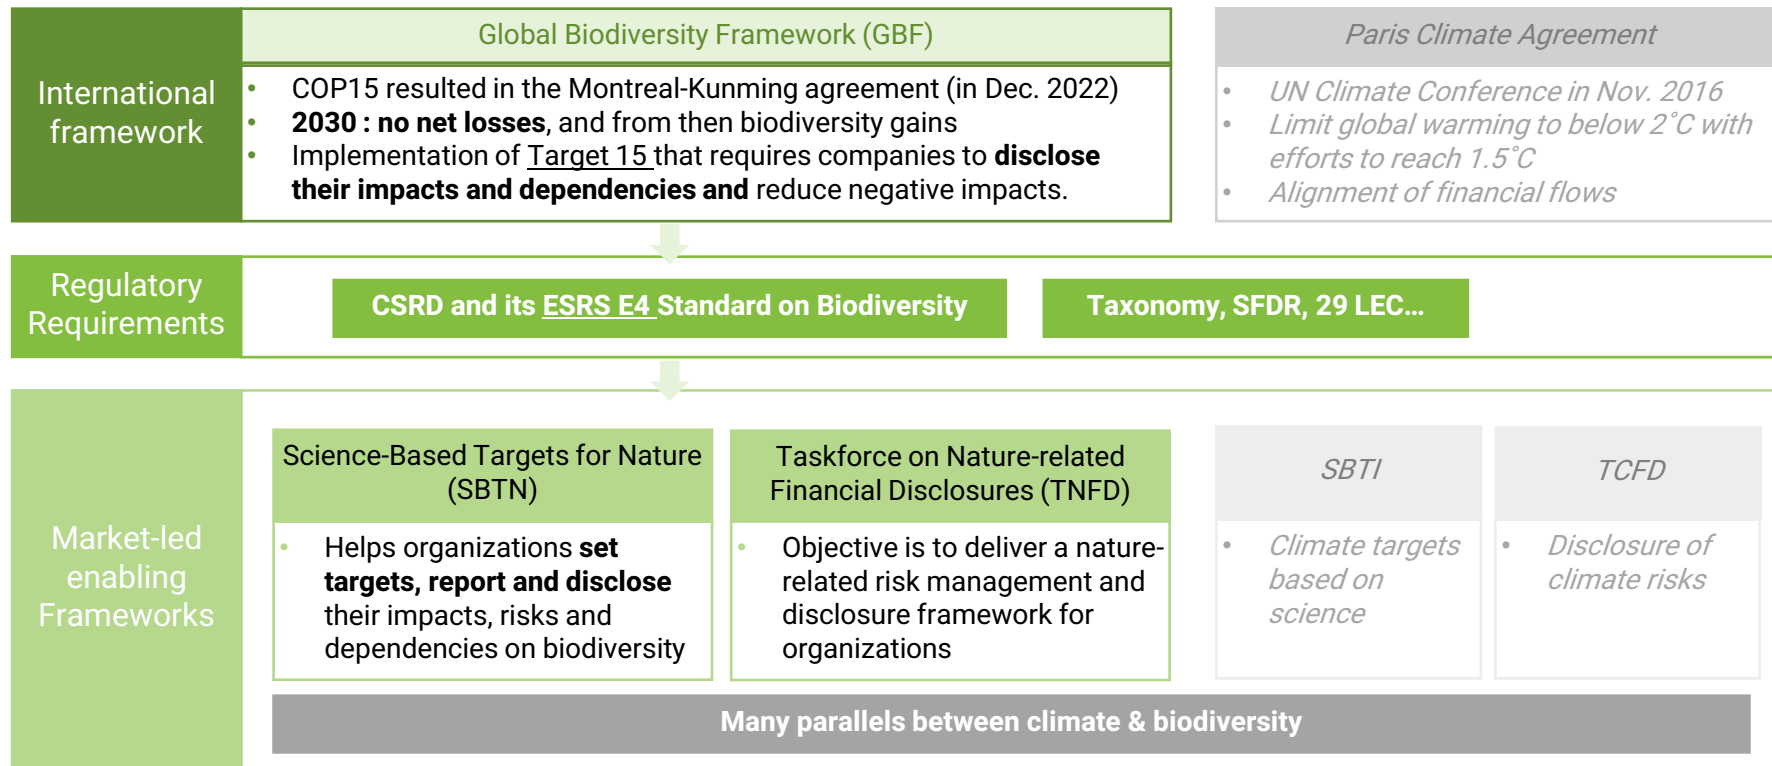 International
framework
Global Biodiversity Framework (GBF)
• COP15 resulted in the Montreal-Kunming agreement (in Dec. 2022)
• 2030 : no net losses, and from then biodiversity gains
• Implementation of Target 15 that requires companies to disclose
their impacts and dependencies and reduce negative impacts.
Paris Climate Agreement
• UN Climate Conference in Nov. 2016
• Limit global warming to below 2˚C with
efforts to reach 1.5˚C
• Alignment of financial flows
Regulatory
Requirements
CSRD and its ESRS E4 Standard on Biodiversity
Taxonomy, SFDR, 29 LEC…
Market-led
enabling
Frameworks
Science-Based Targets for Nature
(SBTN)
• Helps organizations set
targets, report and disclose
their impacts, risks and
dependencies on biodiversity
Taskforce on Nature-related
Financial Disclosures (TNFD)
• Objective is to deliver a nature-
related risk management and
disclosure framework for
organizations
SBTI
• Climate targets
based on
science
TCFD
• Disclosure of
climate risks
Many parallels between climate & biodiversity